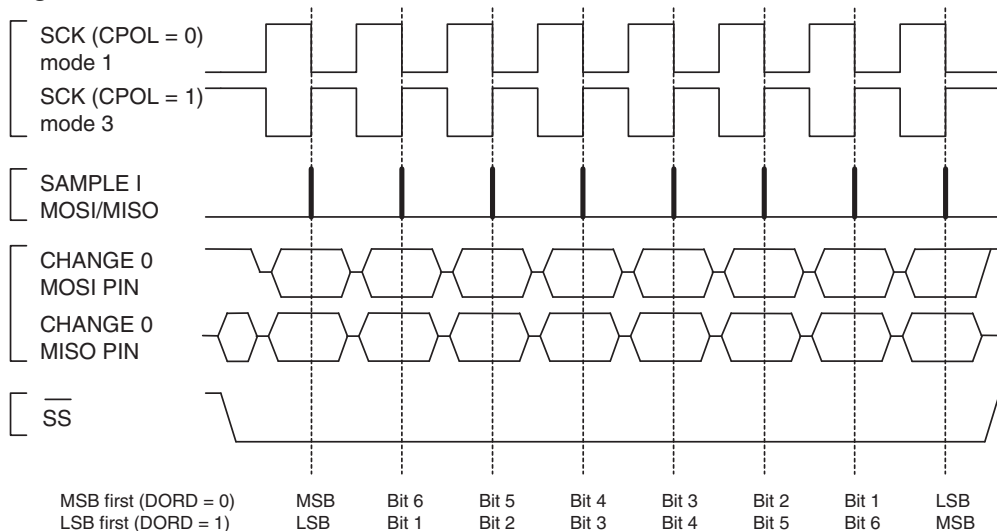 SCK (CPOL = 0)
mode 1
SCK (CPOL = 1)
mode 3
SAMPLE I
MOSI/MISO
CHANGE 0
MOSI PIN
CHANGE 0
MISO PIN
SS
MSB first (DORD = 0) MSB Bit 6 Bit 5 Bit 4 Bit 3 Bit 2 Bit 1 LSB
LSB first (DORD = 1) LSB Bit 1 Bit 2 Bit 3 Bit 4 Bit 5 Bit 6 MSB